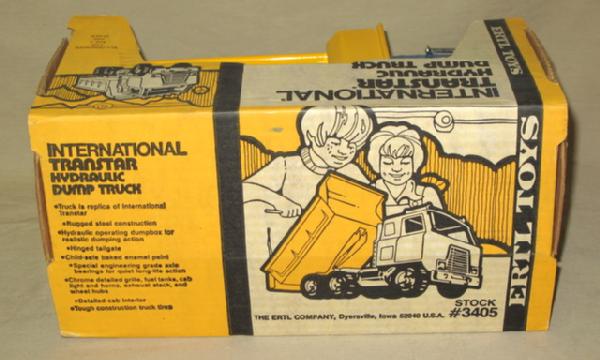 INTERNATIONAL
TRANSTAR
HYDRAULIC
DUMP TRUCK
ERTL TOYS
INTERNATIONAL
TRANSTAR
HYDRAULIC
DUMP TRUCK
•Truck is replica of International
Transtar
•Rugged steel construction
•Hydraulic operating dumpbox for
realistic dumping action
•Hinged tailgate
•Child-safe baked enamel paint
•Special engineering grade axle
bearings for quiet long life action
•Chrome detailed grille, fuel tanks, cab
light and horns, exhaust stack, and
wheel hubs
•Detailed cab interior
•Tough construction truck tires
ERTL TOYS
STOCK
#3405
THE ERTL COMPANY, Dyersville, Iowa 52040 U.S.A.